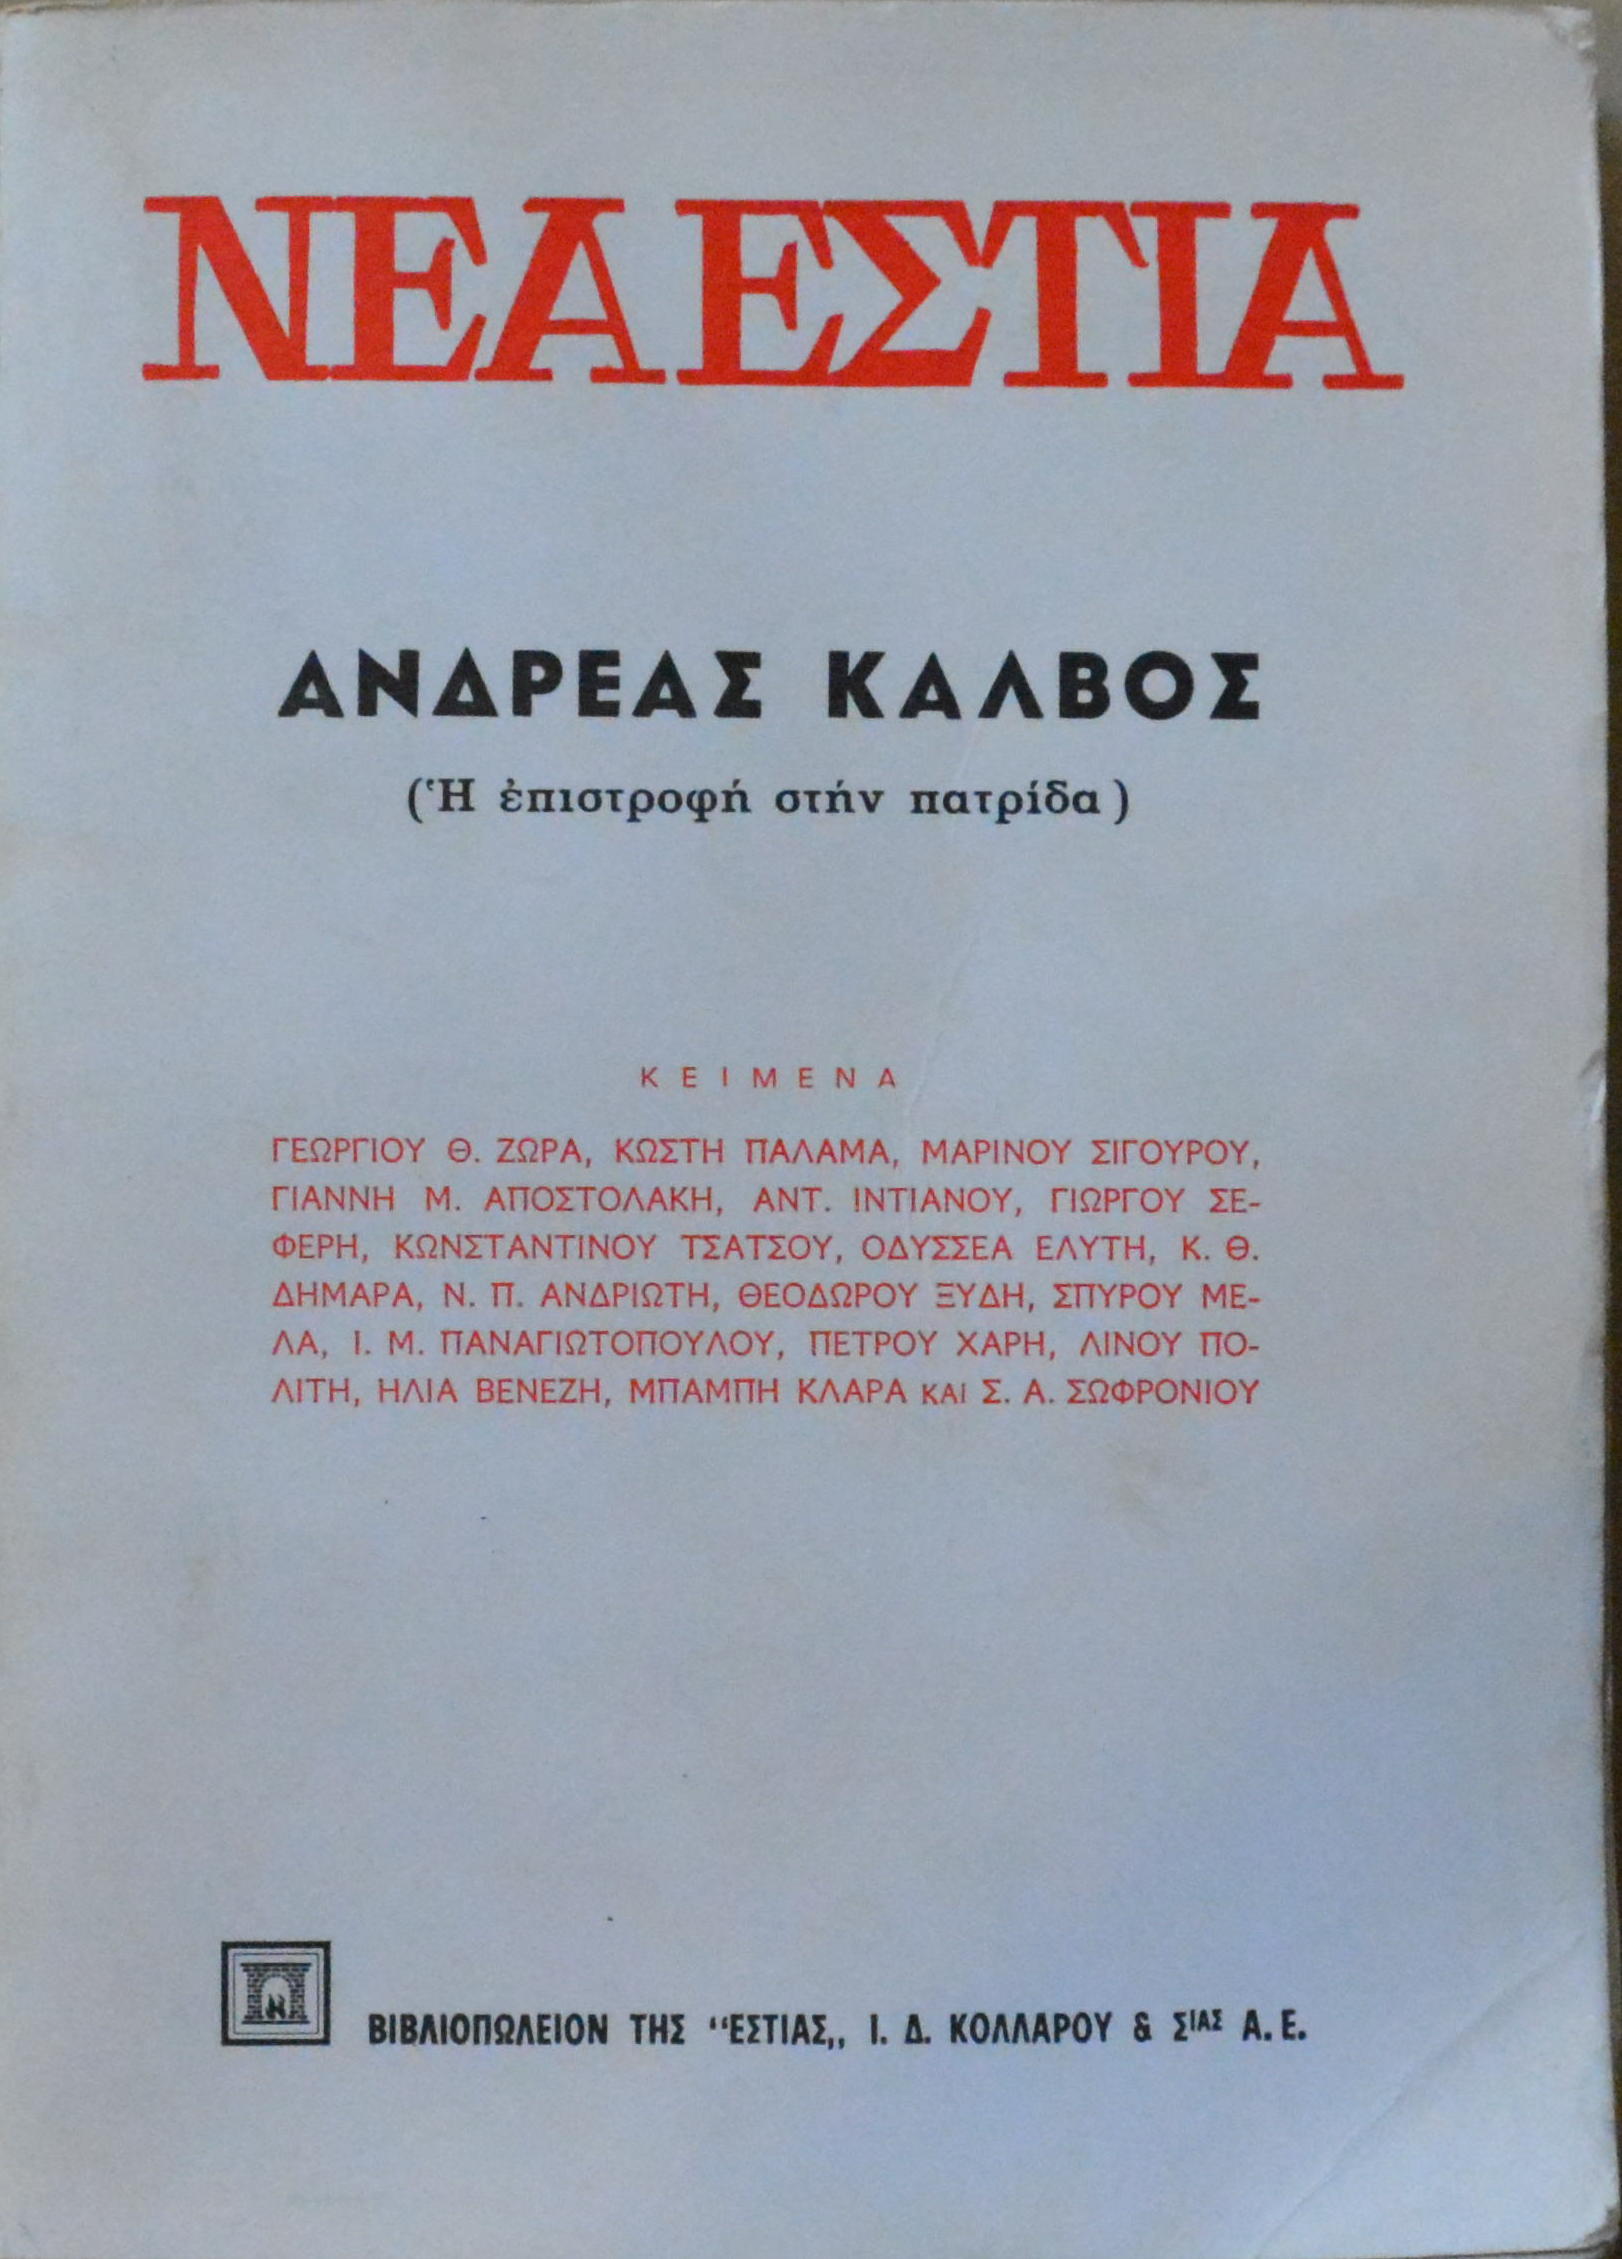 ΝΕΑ ΕΣΤΙΑ
ΑΝΔΡΕΑΣ ΚΑΛΒΟΣ
(Ἡ ἐπιστροφή στήν πατρίδα)
ΚΕΙΜΕΝΑ
ΓΕΩΡΓΙΟΥ Θ. ΖΩΡΑ, ΚΩΣΤΗ ΠΑΛΑΜΑ, ΜΑΡΙΝΟΥ ΣΙΓΟΥΡΟΥ,
ΓΙΑΝΝΗ Μ. ΑΠΟΣΤΟΛΑΚΗ, ΑΝΤ. ΙΝΤΙΑΝΟΥ, ΓΙΩΡΓΟΥ ΣΕ-
ΦΕΡΗ, ΚΩΝΣΤΑΝΤΙΝΟΥ ΤΣΑΤΣΟΥ, ΟΔΥΣΣΕΑ ΕΛΥΤΗ, Κ. Θ.
ΔΗΜΑΡΑ, Ν. Π. ΑΝΔΡΙΩΤΗ, ΘΕΟΔΩΡΟΥ ΞΥΔΗ, ΣΠΥΡΟΥ ΜΕ-
ΛΑ, Ι. Μ. ΠΑΝΑΓΙΩΤΟΠΟΥΛΟΥ, ΠΕΤΡΟΥ ΧΑΡΗ, ΛΙΝΟΥ ΠΟ-
ΛΙΤΗ, ΗΛΙΑ ΒΕΝΕΖΗ, ΜΠΑΜΠΗ ΚΛΑΡΑ ΚΑΙ Σ. Α. ΣΩΦΡΟΝΙΟΥ
ΒΙΒΛΙΟΠΩΛΕΙΟΝ ΤΗΣ “ΕΣΤΙΑΣ„ Ι. Δ. ΚΟΛΛΑΡΟΥ & ΣΙΑΣ Α.Ε.